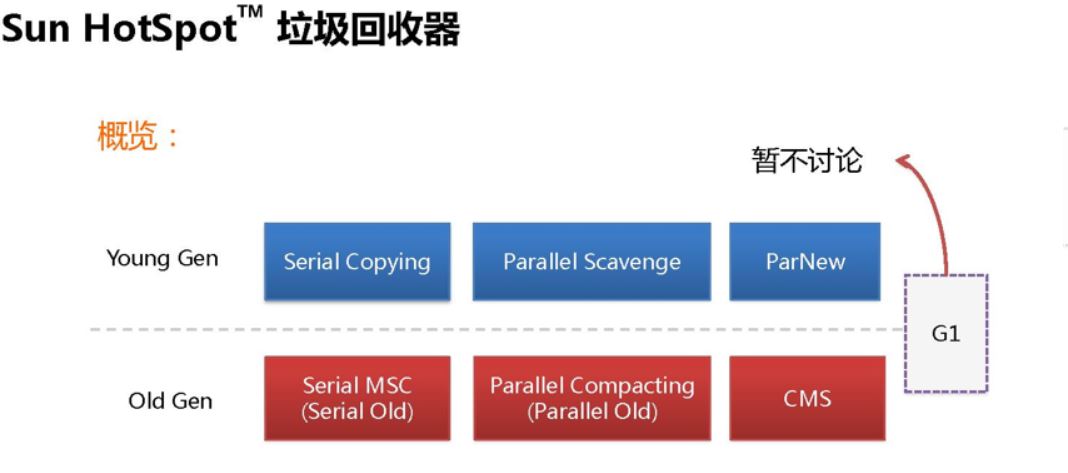 Sun HotSpot™ 垃圾回收器
概览：
暂不讨论
Young Gen
Serial Copying
Parallel Scavenge
ParNew
G1
Old Gen
Serial MSC
(Serial Old)
Parallel Compacting
(Parallel Old)
CMS